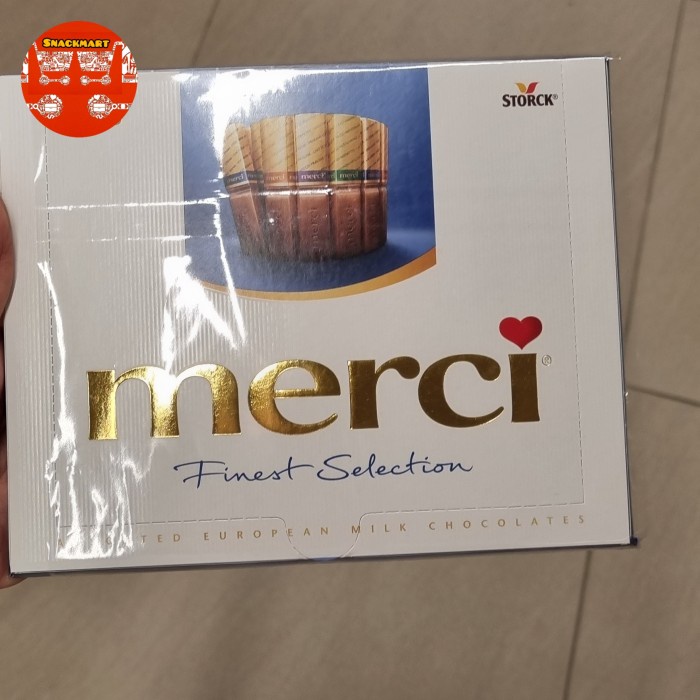 SNACKMART
STORCK®
merci merci
merci®
Finest Selection
EUROPEAN MILK CHOCOLATES